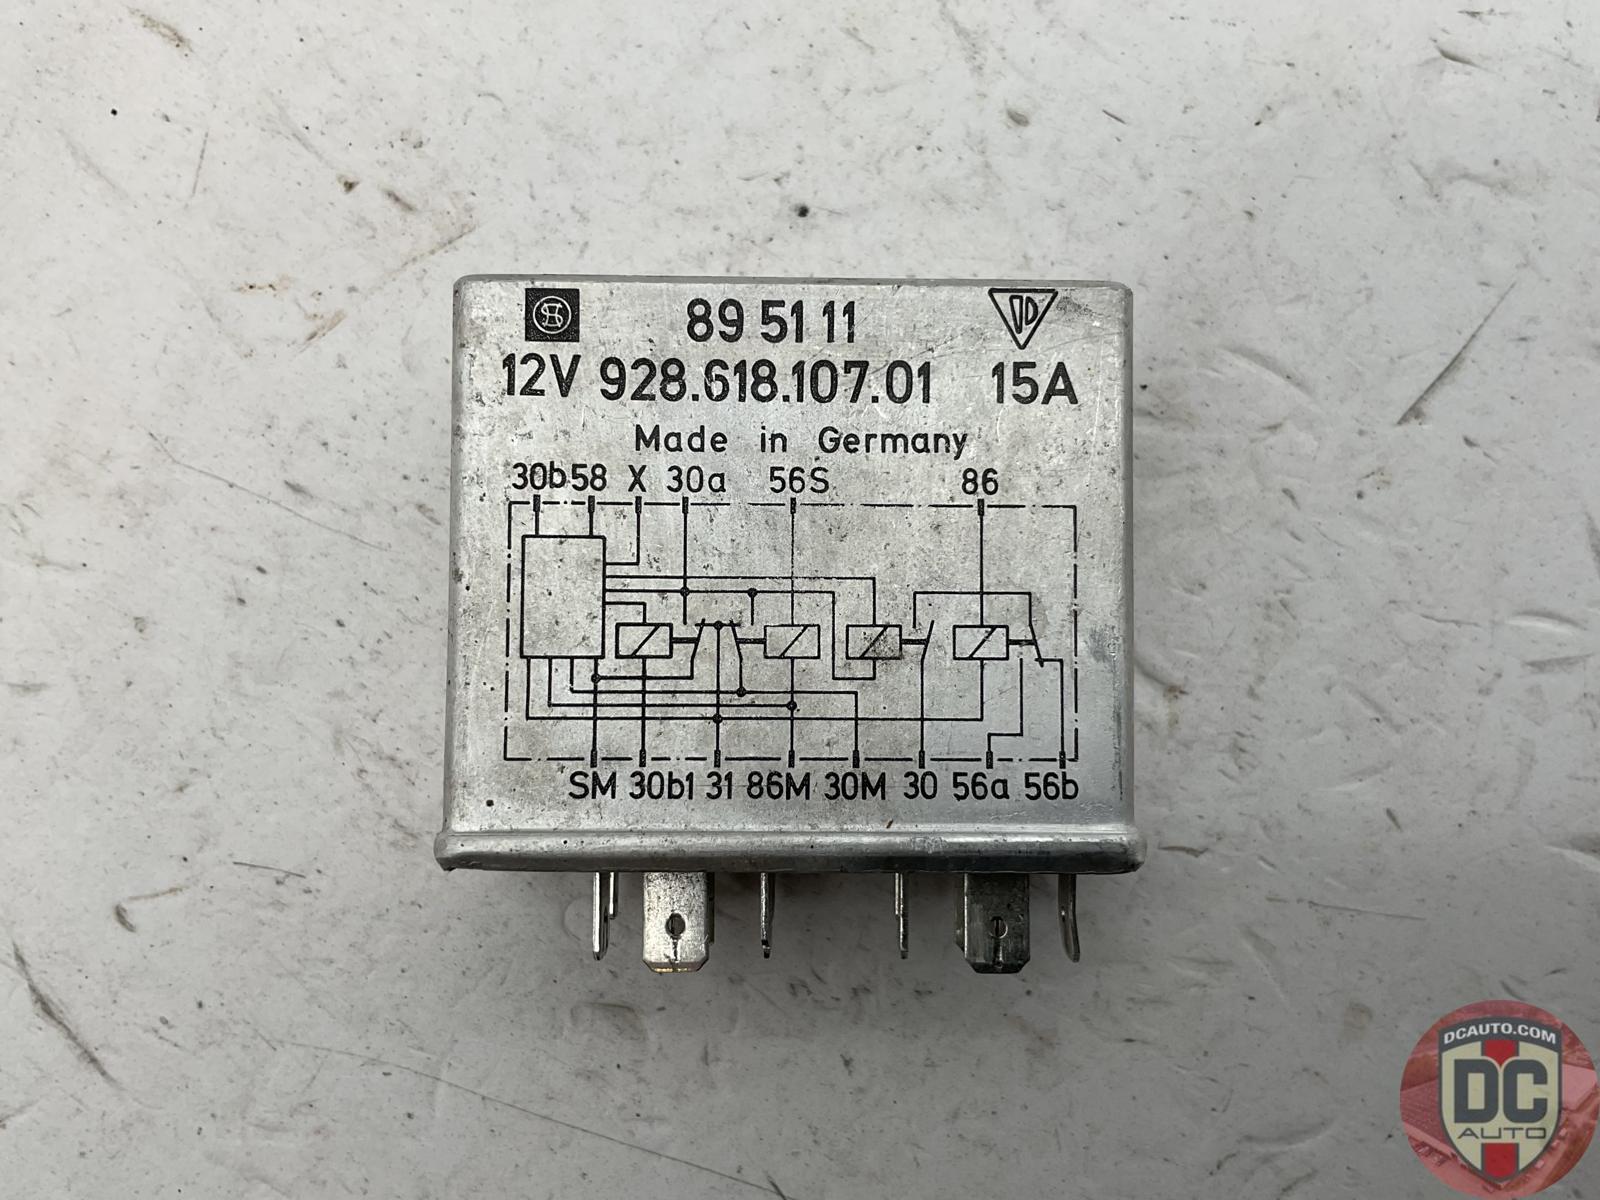 89 51 11
12V 928.618.107.01 15A
Made in Germany
30b 58 X 30a 56S 86
SM 30b1 31 86M 30M 30 56a 56b
DCAUTO.COM
DC
AUTO